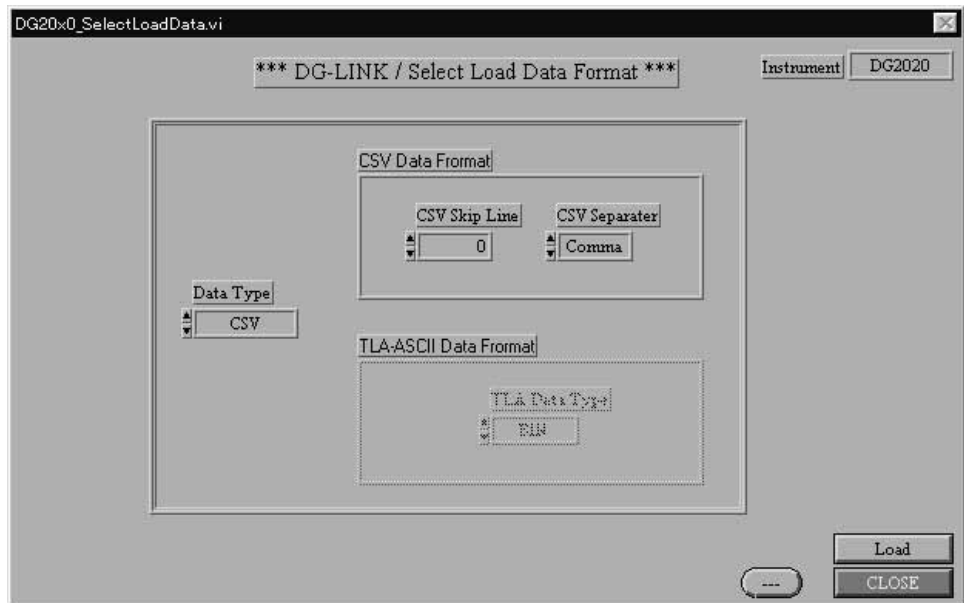 DG20x0_SelectLoadData.vi
*** DG-LINK / Select Load Data Format ***
Instrument DG2020
CSV Data Frormat
CSV Skip Line CSV Separater
0 Comma
Data Type
CSV
TLA-ASCII Data Frormat
TLA Data Type
BIN
Load
--- CLOSE